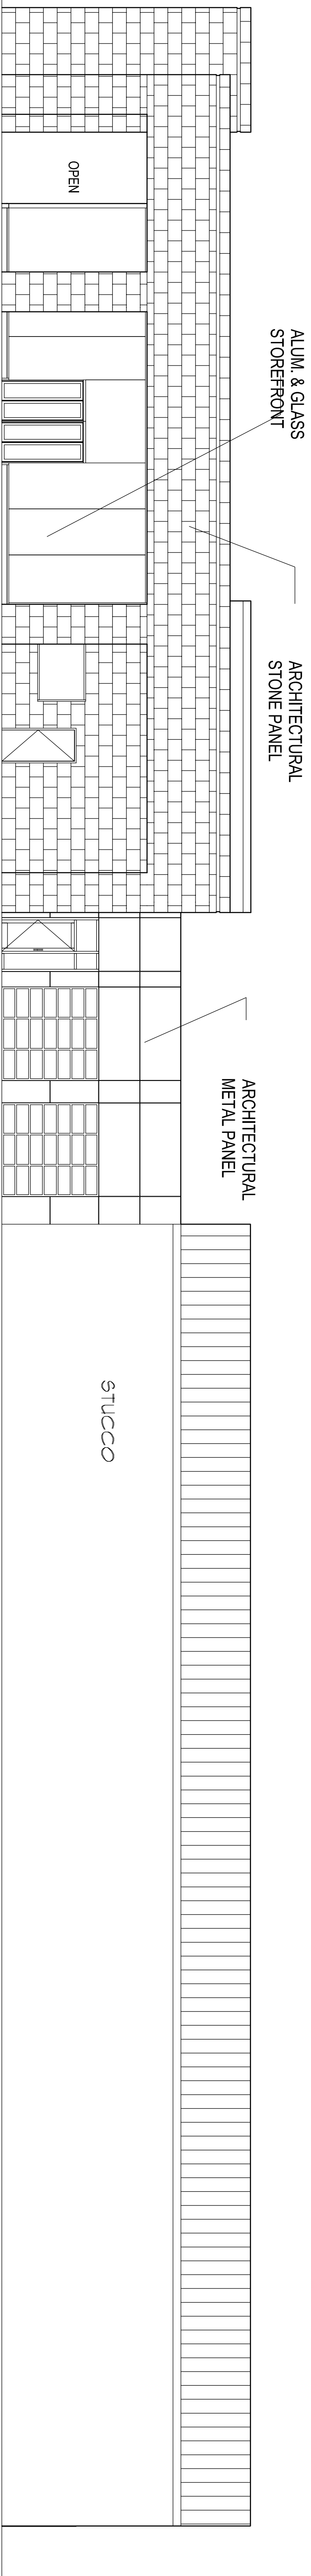 OPEN
ALUM. & GLASS
STOREFRONT
ARCHITECTURAL
STONE PANEL
ARCHITECTURAL
METAL PANEL
STUCCO